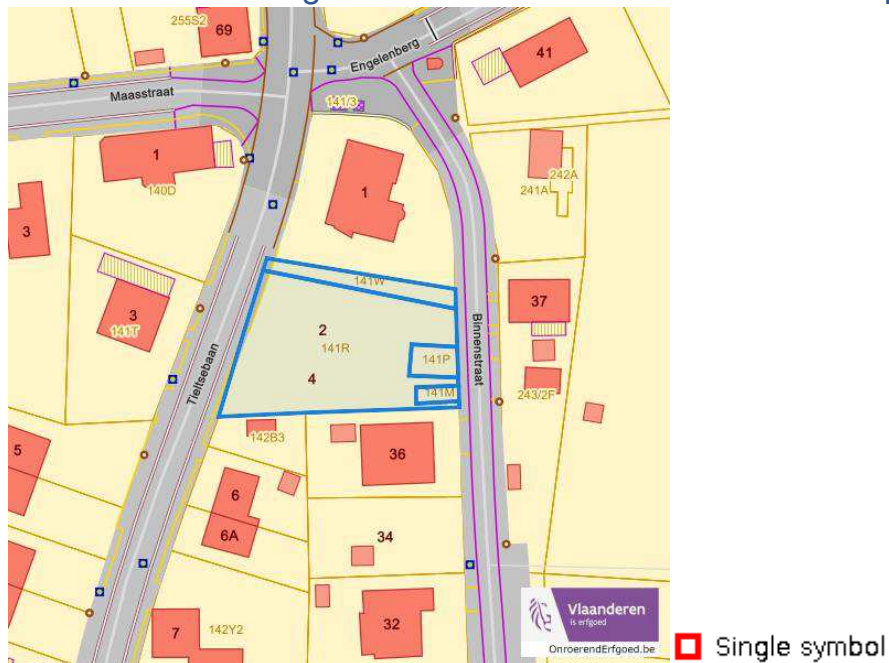 255S2
69
Engelenberg
41
Maasstraat
141/3
1
140D
1
242A
241A
3
141W
3
141T
37
2
141R
141P
Binnenstraat
4
141M
243/2F
Tieltsebaan
142B3
5
36
6
6A
34
7
142Y2
32
Vlaanderen
is erfgoed
OnroerendErfgoed.be
Single symbol